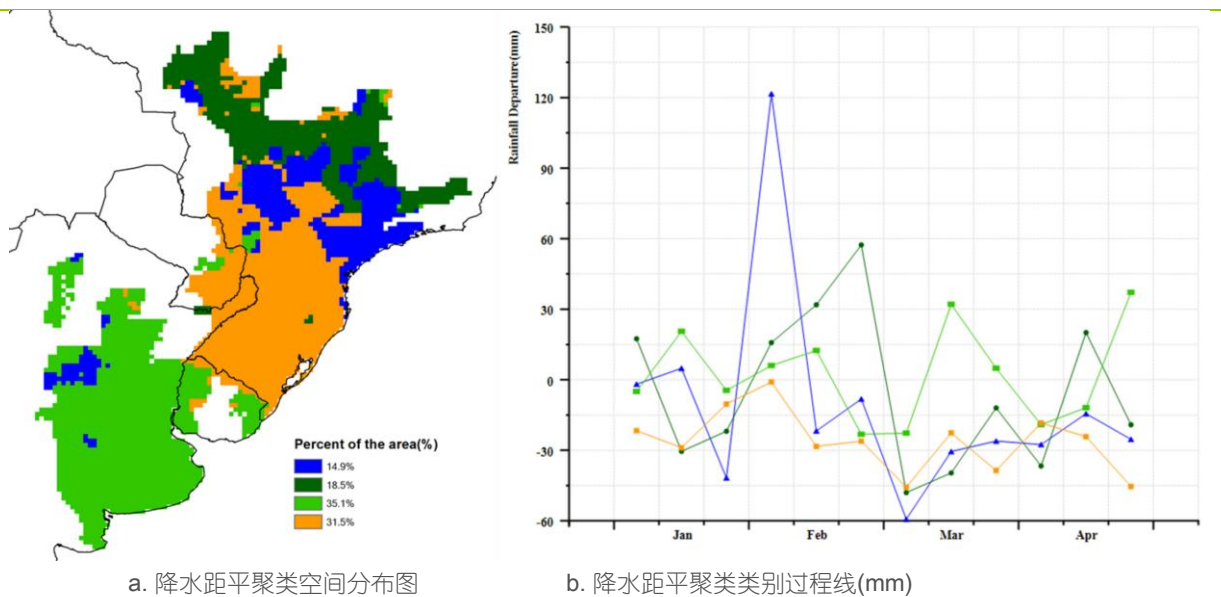 Percent of the area(%)
14.9%
18.5%
35.1%
31.5%
Rainfall Departure(mm)
150
120
90
60
30
0
-30
-60
Jan
Feb
Mar
Apr
a. 降水距平聚类空间分布图
b. 降水距平聚类类别过程线(mm)